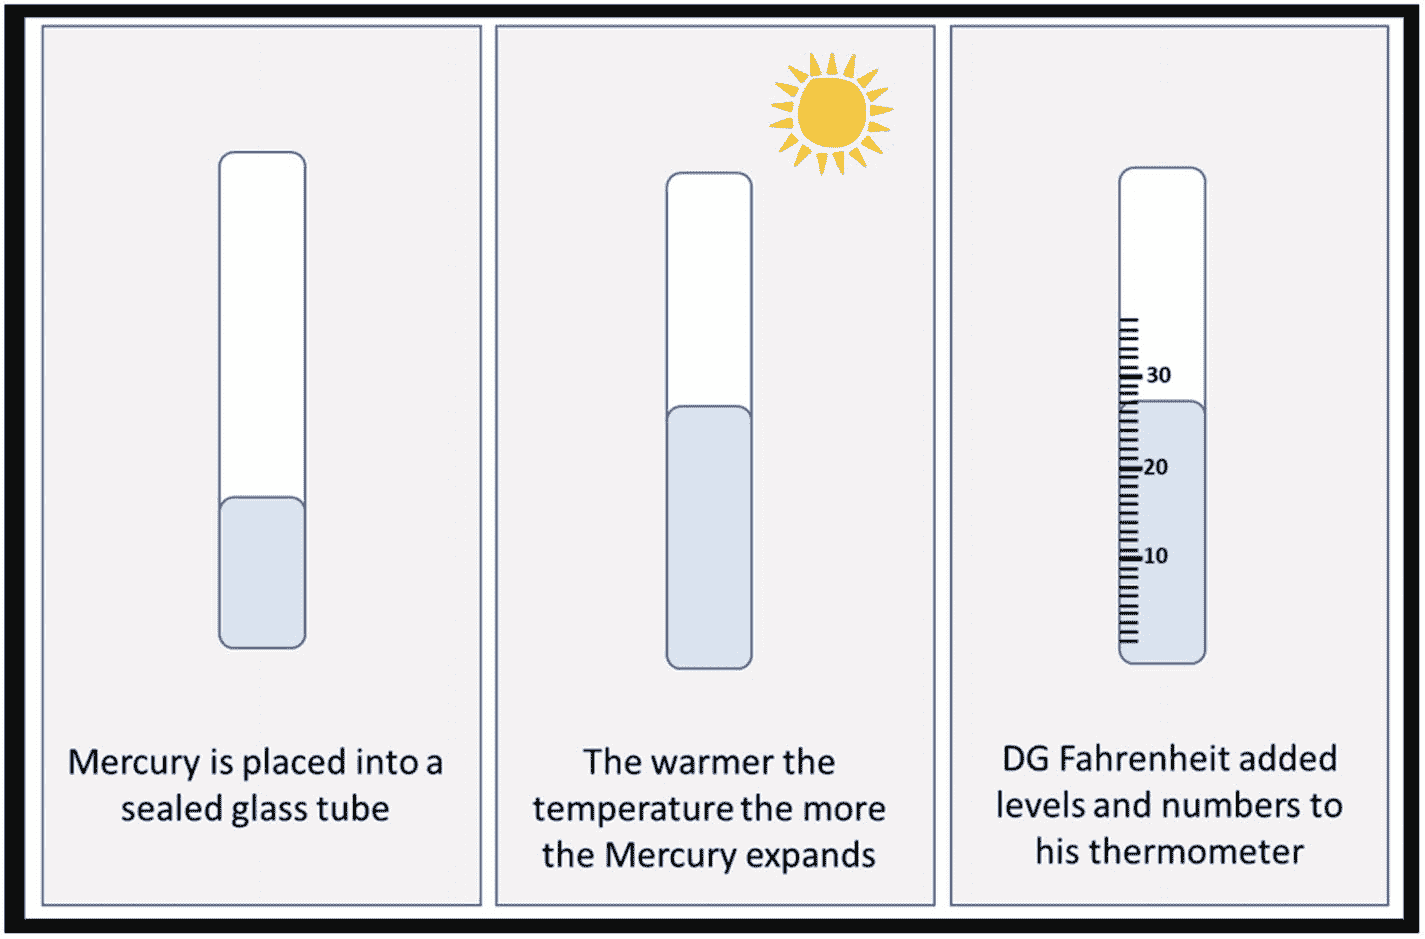 Mercury is placed into a
sealed glass tube
The warmer the
temperature the more
the Mercury expands
30
20
10
DG Fahrenheit added
levels and numbers to
his thermometer